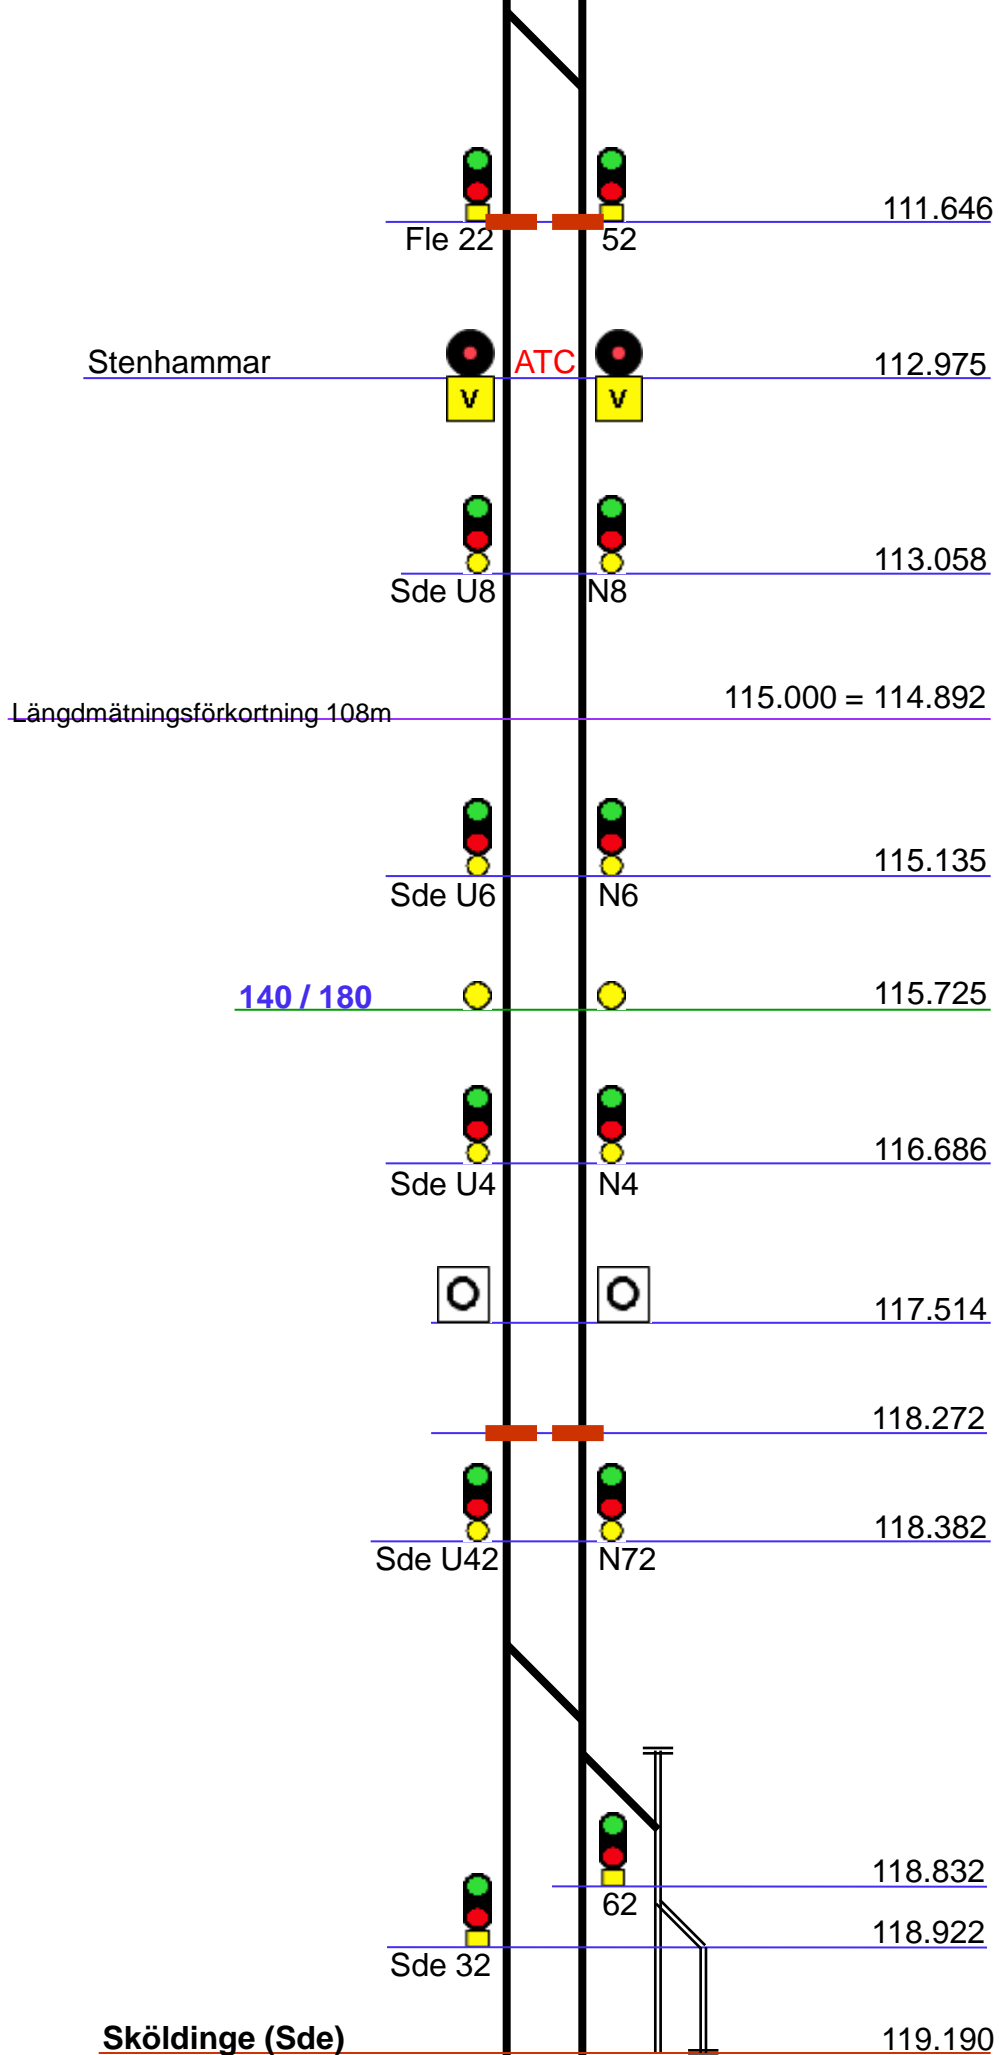 111.646
Fle 22 52
Stenhammar ATC 112.975
V V
113.058
Sde U8 N8
115.000 = 114.892
Längdmätningsförkortning 108m
115.135
Sde U6 N6
140 / 180 115.725
116.686
Sde U4 N4
O O
117.514
118.272
118.382
Sde U42 N72
118.832
62
118.922
Sde 32
Sköldinge (Sde) 119.190